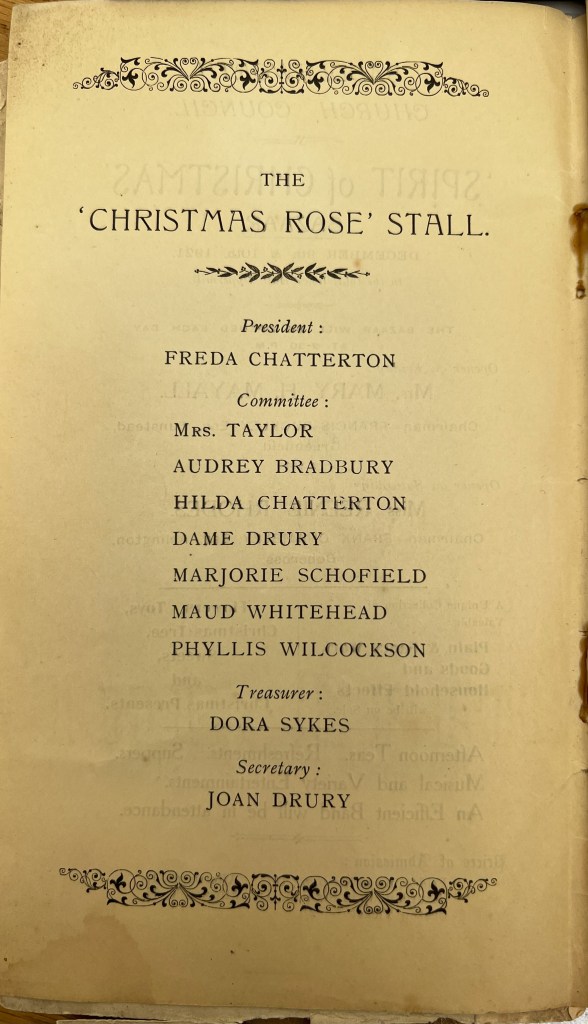 THE
‘CHRISTMAS ROSE’ STALL.
President :
FREDA CHATTERTON
Committee :
MRS. TAYLOR
AUDREY BRADBURY
HILDA CHATTERTON
DAME DRURY
MARJORIE SCHOFIELD
MAUD WHITEHEAD
PHYLLIS WILCOCKSON
Treasurer :
DORA SYKES
Secretary :
JOAN DRURY